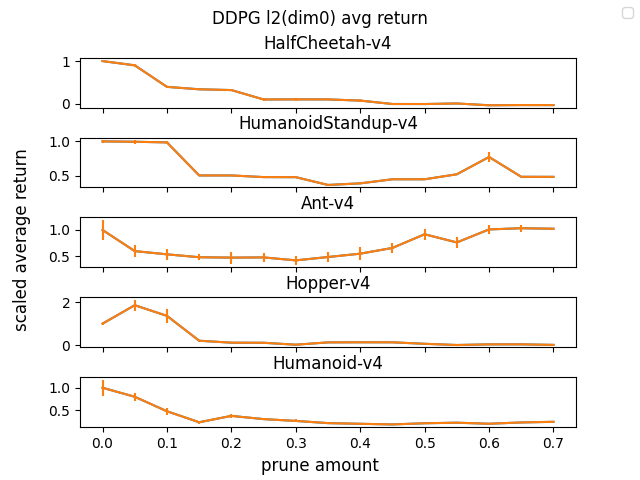 DDPG l2(dim0) avg return
HalfCheetah-v4
1
0
HumanoidStandup-v4
1.0
0.5
Ant-v4
1.0
0.5
Hopper-v4
2
0
Humanoid-v4
1.0
0.5
0.0 0.1 0.2 0.3 0.4 0.5 0.6 0.7
prune amount
scaled average return